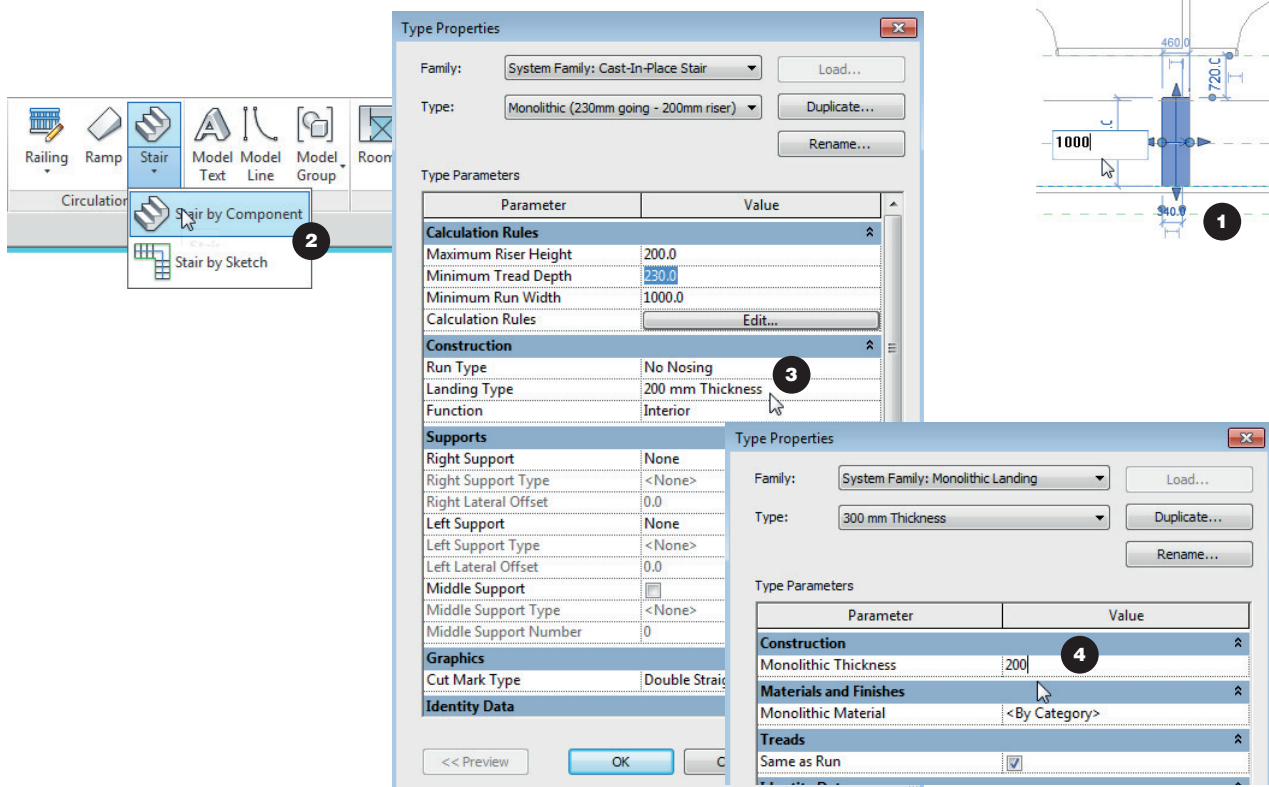 Railing
Ramp
Stair
Model Text
Model Line
Model Group
Room
Circulation
Stair by Component
2
Stair by Sketch
Type Properties
Family:
System Family: Cast-In-Place Stair
Load...
Type:
Monolithic (230mm going - 200mm riser)
Duplicate...
Rename...
Type Parameters
Parameter Value
Calculation Rules
Maximum Riser Height 200.0
Minimum Tread Depth 230.0
Minimum Run Width 1000.0
Calculation Rules Edit...
Construction
Run Type No Nosing
3
Landing Type 200 mm Thickness
Function Interior
Supports
Right Support None
Right Support Type <None>
Right Lateral Offset 0.0
Left Support None
Left Support Type <None>
Left Lateral Offset 0.0
Middle Support
Middle Support Type <None>
Middle Support Number 0
Graphics
Cut Mark Type Double Straig
Identity Data
<< Preview OK C
460.0
720.0
1000
340.0
1
Type Properties
Family:
System Family: Monolithic Landing
Load...
Type:
300 mm Thickness
Duplicate...
Rename...
Type Parameters
Parameter Value
Construction
4
Monolithic Thickness 200
Materials and Finishes
Monolithic Material <By Category>
Treads
Same as Run